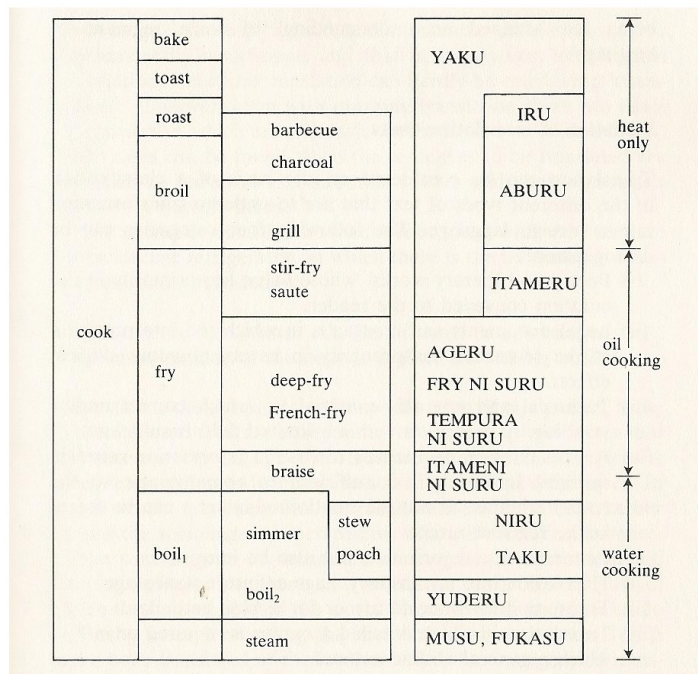 bake
toast
roast
barbecue
charcoal
broil
grill
stir-fry
saute
cook
fry
deep-fry
French-fry
braise
simmer
stew
poach
boil₁
boil₂
steam
YAKU
IRU
ABURU
ITAMERU
AGERU
FRY NI SURU
TEMPURA
NI SURU
ITAMENI
NI SURU
NIRU
TAKU
YUDERU
MUSU, FUKASU
heat
only
oil
cooking
water
cooking